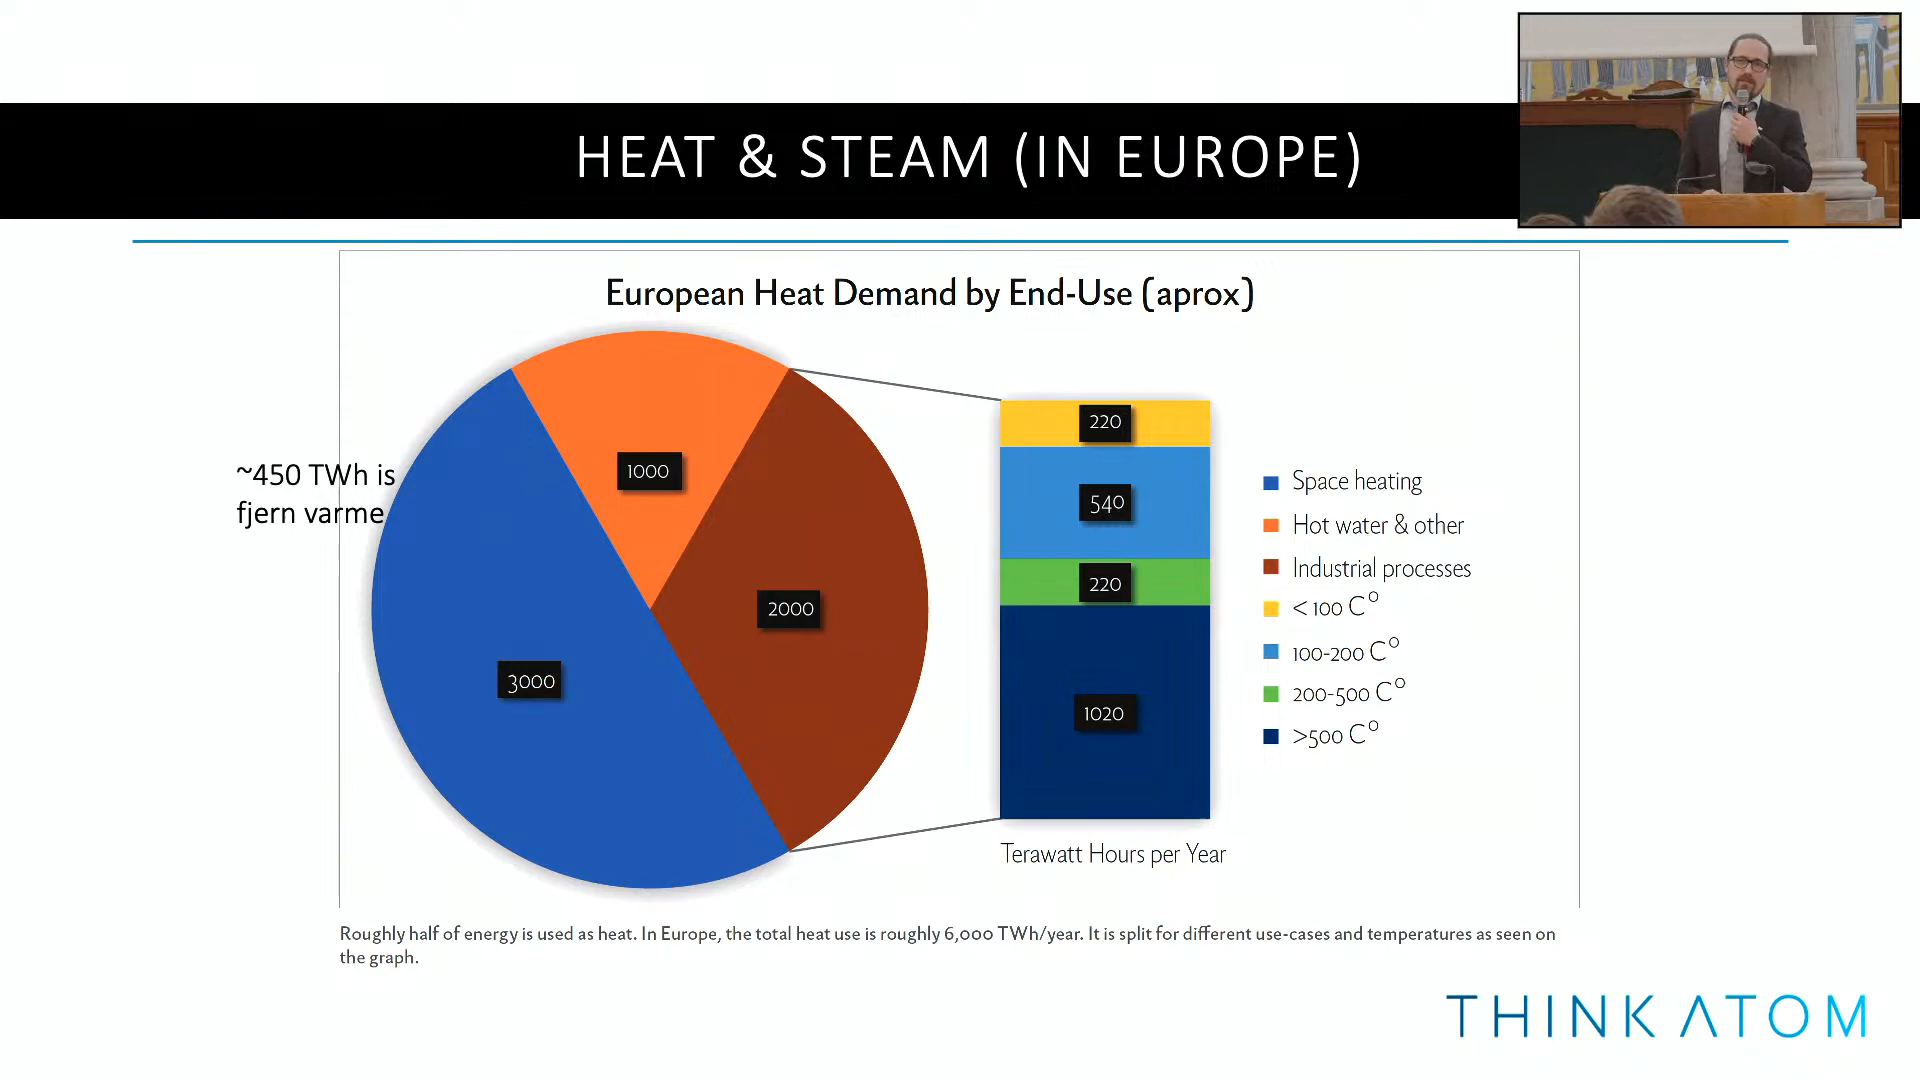 HEAT & STEAM (IN EUROPE)
European Heat Demand by End-Use (aprox)
~450 TWh is
fjern varme
1000
2000
3000
220
540
220
1020
Space heating
Hot water & other
Industrial processes
< 100 C°
100-200 C°
200-500 C°
>500 C°
Terawatt Hours per Year
Roughly half of energy is used as heat. In Europe, the total heat use is roughly 6,000 TWh/year. It is split for different use-cases and temperatures as seen on
the graph.
THINK ATOM